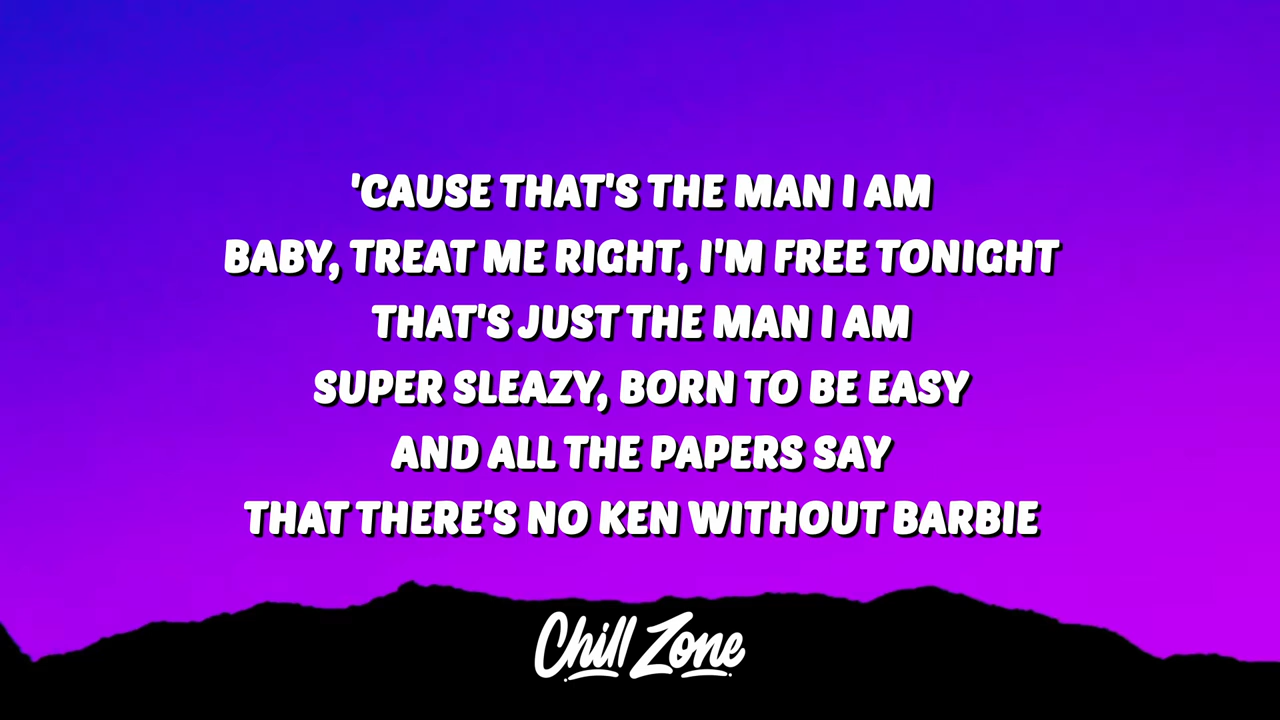 'CAUSE THAT'S THE MAN I AM
BABY, TREAT ME RIGHT, I'M FREE TONIGHT
THAT'S JUST THE MAN I AM
SUPER SLEAZY, BORN TO BE EASY
AND ALL THE PAPERS SAY
THAT THERE'S NO KEN WITHOUT BARBIE
Chill Zone